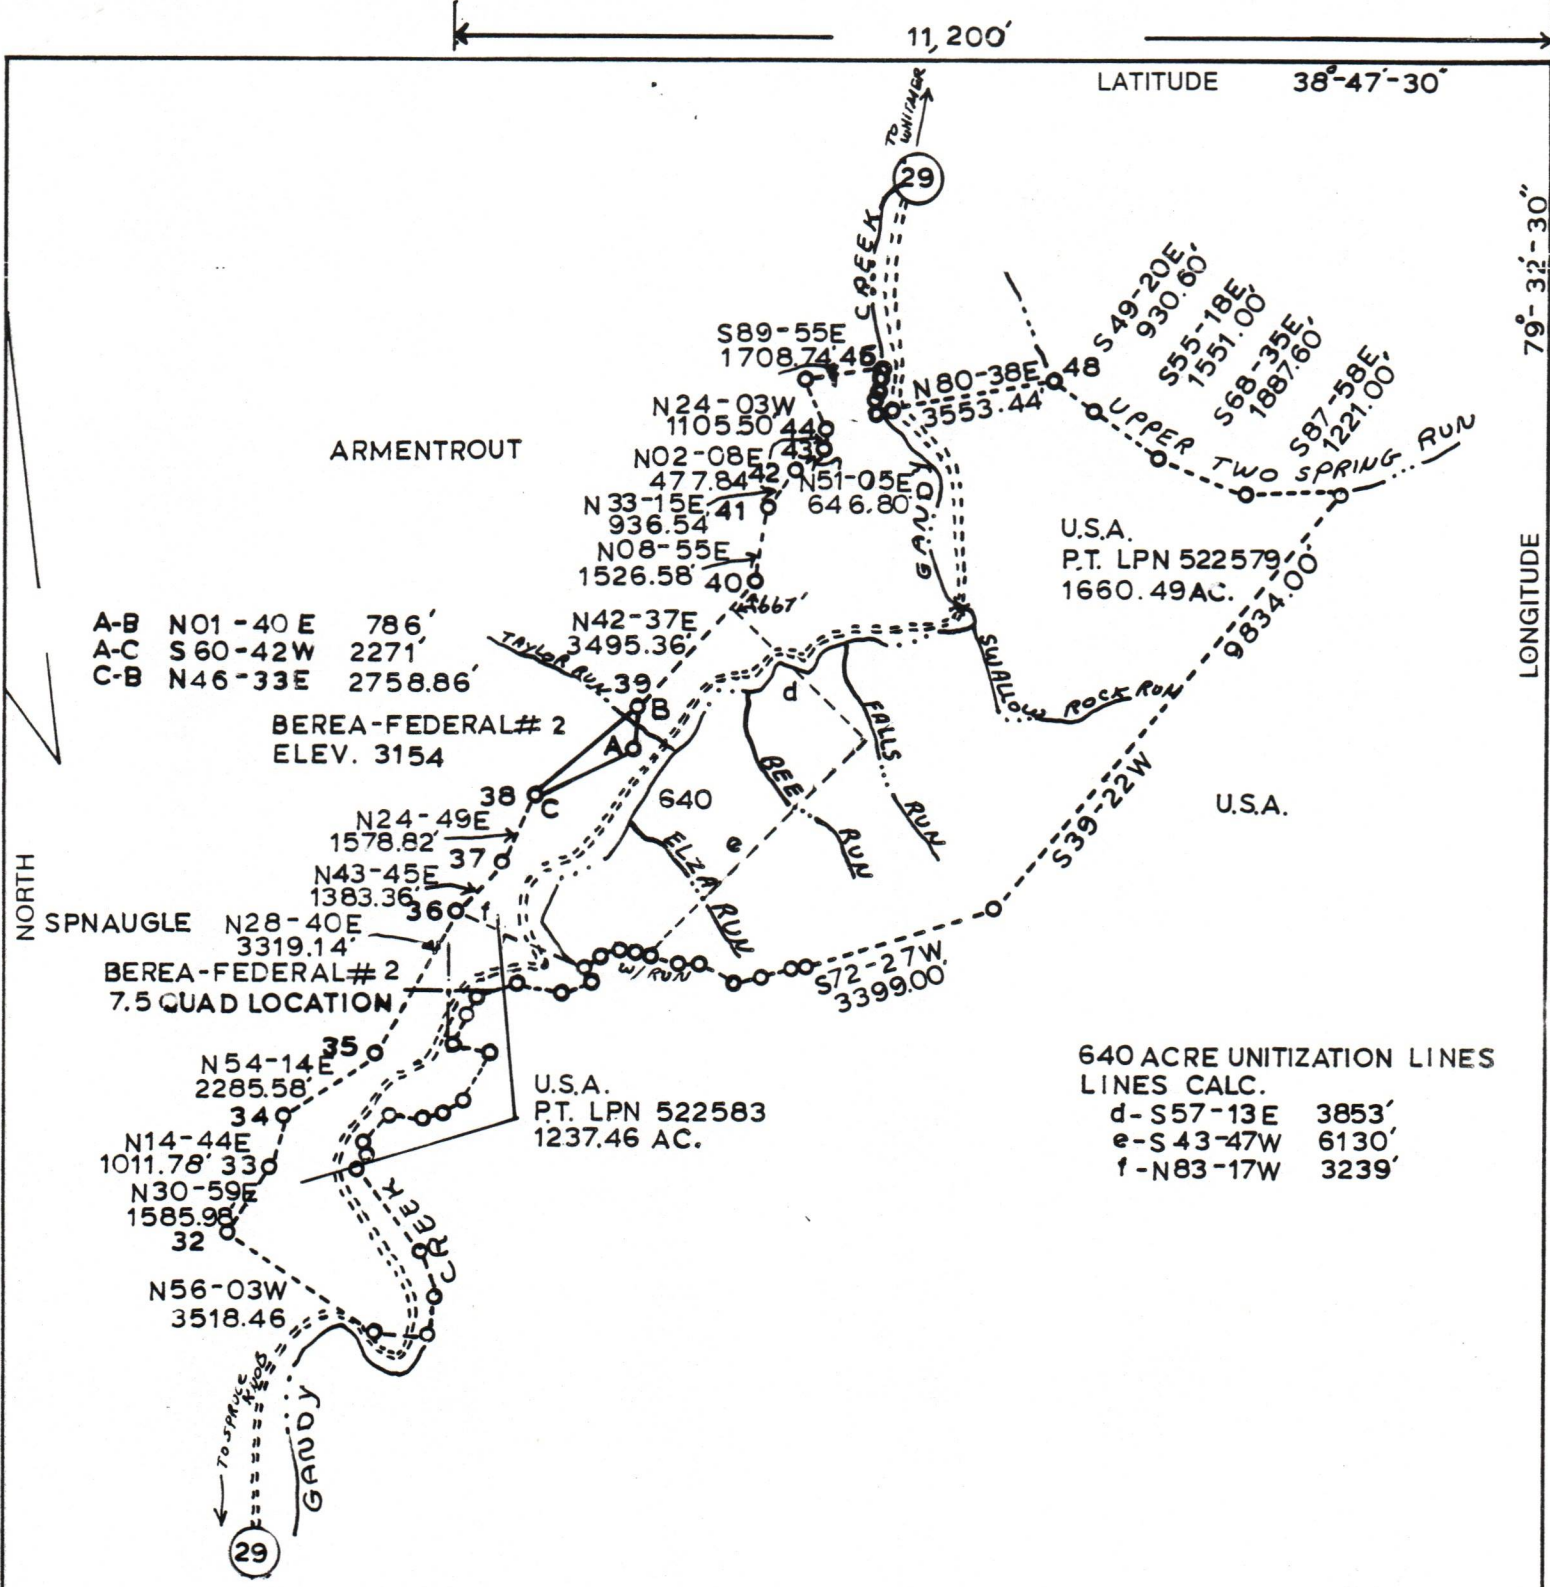 11,200'
LATITUDE 38°-47'-30"
TO WHITMER
29
79°-32'-30"
LONGITUDE
CREEK
S49-20E,
930.60'
S55-18E,
1551.00'
S68-35E,
1887.60'
S87-58E,
1221.00'
S89-55E
1708.74'
45
N80-38E
3553.44'
48
UPPER TWO SPRING RUN
N24-03W
1105.50'
44
ARMENTROUT
N02-08E
477.84'
43
42
N51-05E
646.80'
N33-15E
936.54'
41
GANDY
N08-55E
1526.58'
40
667'
U.S.A.
P.T. LPN 522579
1660.49AC.
9834.00'
S39-22W
A-B N01-40E 786'
A-C S60-42W 2271'
C-B N46-33E 2758.86'
N42-37E
3495.36'
TAYLOR RUN
39
B
SWALLOW ROCK RUN
BEREA-FEDERAL# 2
ELEV. 3154
A
d
FALLS RUN
38
C
640
BEE RUN
U.S.A.
N24-49E
1578.82'
37
ELZA RUN
e
N43-45E
1383.36'
36
f
NORTH
SPNAUGLE
N28-40E
3319.14'
W/ RUN
S72-27W
3399.00'
BEREA-FEDERAL# 2
7.5 QUAD LOCATION
35
N54-14E
2285.58'
34
U.S.A.
P.T. LPN 522583
1237.46 AC.
640 ACRE UNITIZATION LINES
LINES CALC.
d-S57-13E 3853'
e-S43-47W 6130'
f-N83-17W 3239'
N14-44E
1011.78'
33
N30-59E
1585.98
32
CREEK
N56-03W
3518.46
TO SPRUCE KNOB
GANDY
29